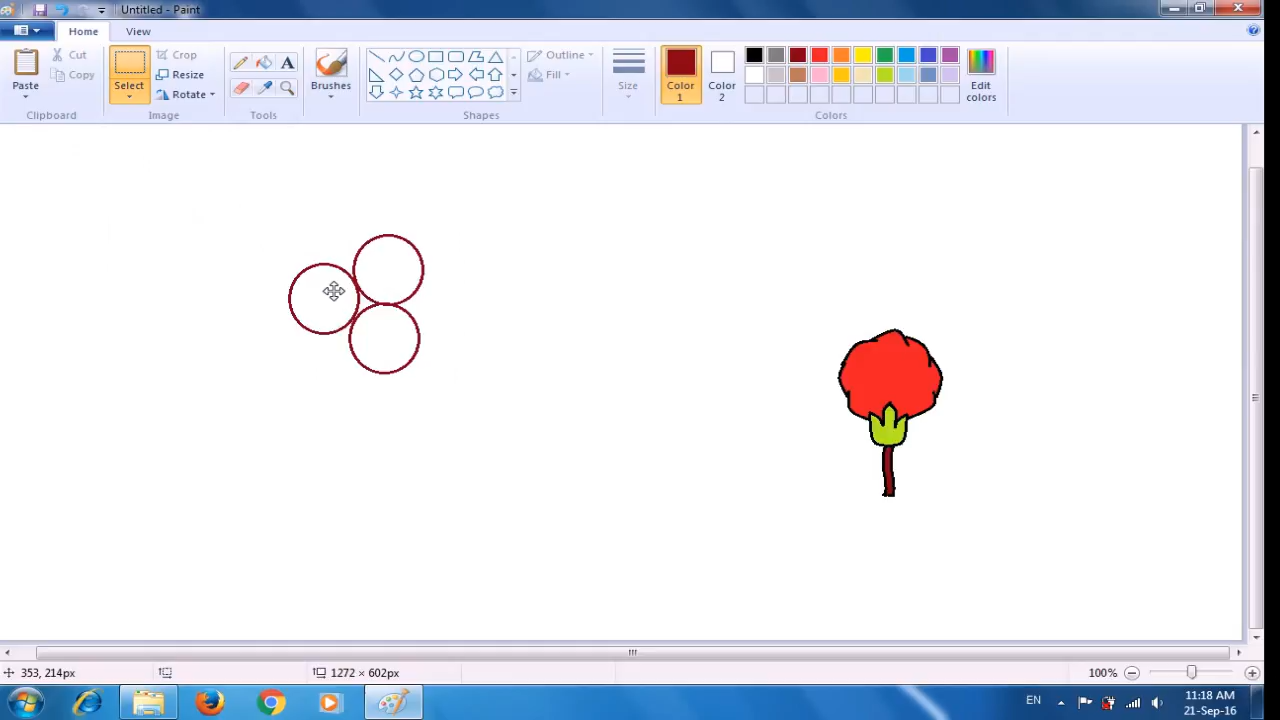 Untitled - Paint
Home
View
Paste
Cut
Copy
Clipboard
Select
Crop
Resize
Rotate
Image
A
Tools
Brushes
Outline
Fill
Shapes
Size
Color
1
Color
2
Edit
colors
Colors
353, 214px
1272 × 602px
100%
EN
11:18 AM
21-Sep-16